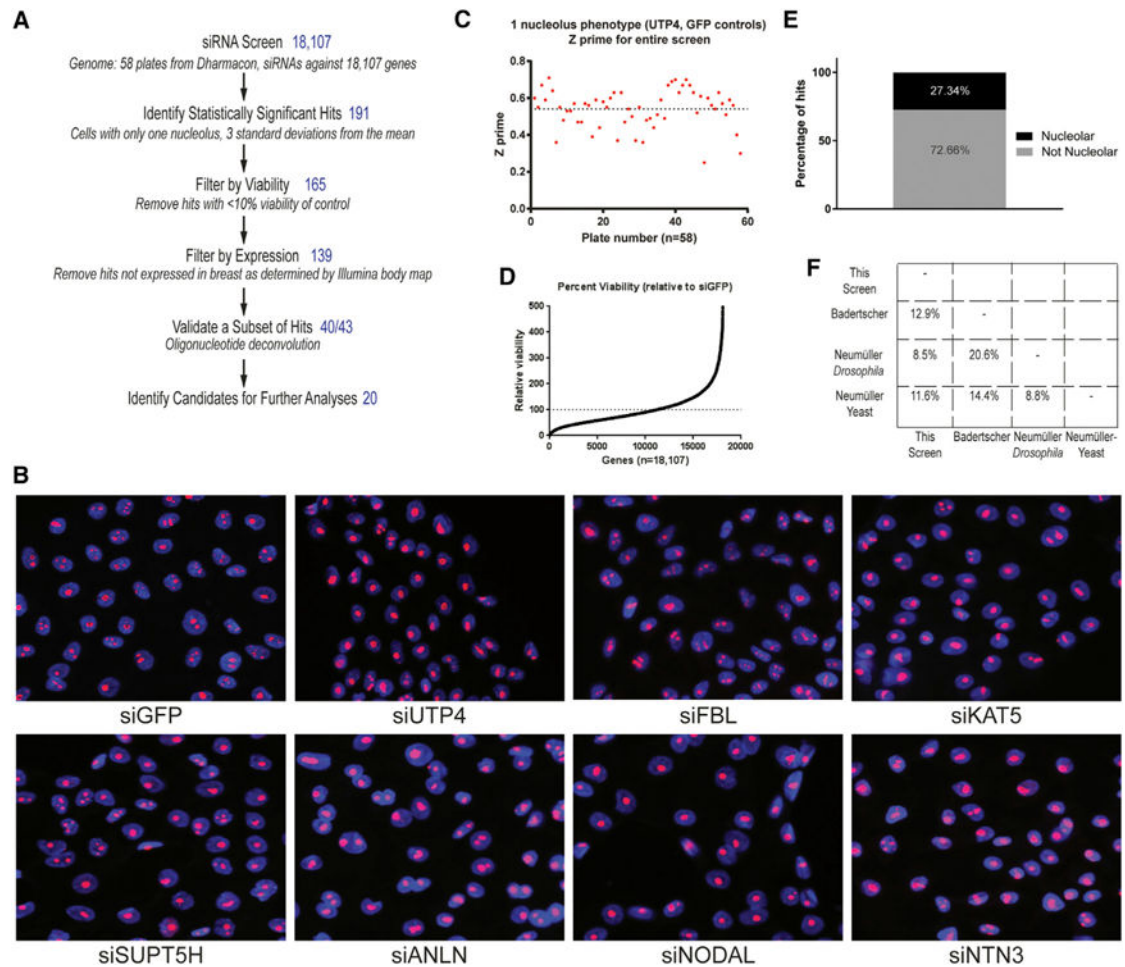 A
siRNA Screen 18,107
Genome: 58 plates from Dharmacon, siRNAs against 18,107 genes
Identify Statistically Significant Hits 191
Cells with only one nucleolus, 3 standard deviations from the mean
Filter by Viability 165
Remove hits with <10% viability of control
Filter by Expression 139
Remove hits not expressed in breast as determined by Illumina body map
Validate a Subset of Hits 40/43
Oligonucleotide deconvolution
Identify Candidates for Further Analyses 20
C
1 nucleolus phenotype (UTP4, GFP controls)
Z prime for entire screen
Z prime
0.8
0.6
0.4
0.2
0.0
0 20 40 60
Plate number (n=58)
D
Percent Viability (relative to siGFP)
Relative viability
500
400
300
200
100
0
0 5000 10000 15000 20000
Genes (n=18,107)
E
Percentage of hits
100
50
0
27.34%
72.66%
Nucleolar
Not Nucleolar
F
This
Screen
-
Badertscher
12.9% -
Neumüller
Drosophila
8.5% 20.6% -
Neumüller
Yeast
11.6% 14.4% 8.8% -
This
Screen
Badertscher
Neumüller
Drosophila
Neumüller-
Yeast
B
siGFP
siUTP4
siFBL
siKAT5
siSUPT5H
siANLN
siNODAL
siNTN3